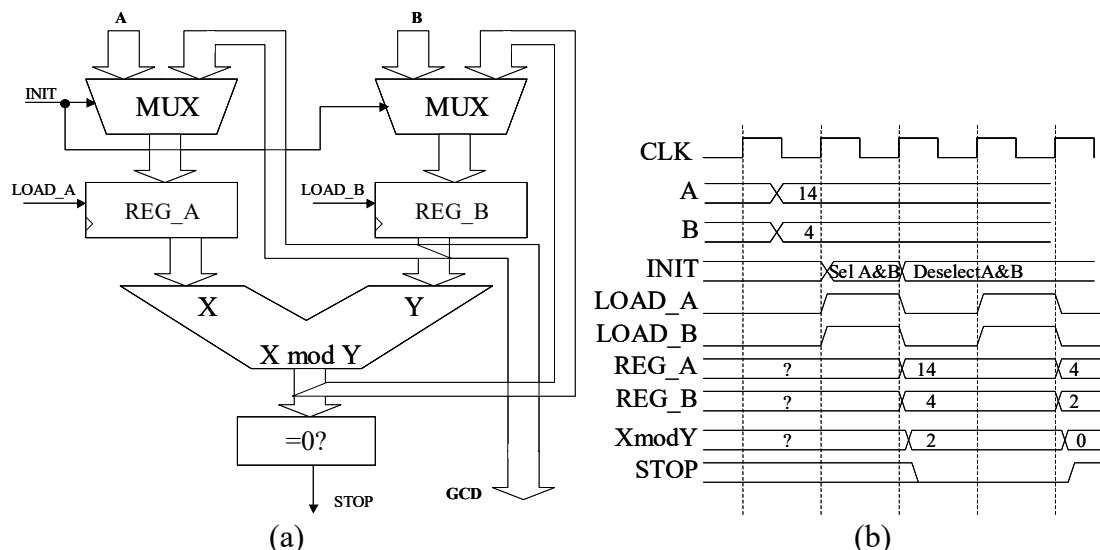 A
B
INIT
MUX
MUX
LOAD_A
REG_A
LOAD_B
REG_B
X
Y
X mod Y
=0?
STOP
GCD
(a)
CLK
A
14
B
4
INIT
Sel A&B
DeselectA&B
LOAD_A
LOAD_B
REG_A
?
14
4
REG_B
?
4
2
XmodY
?
2
0
STOP
(b)